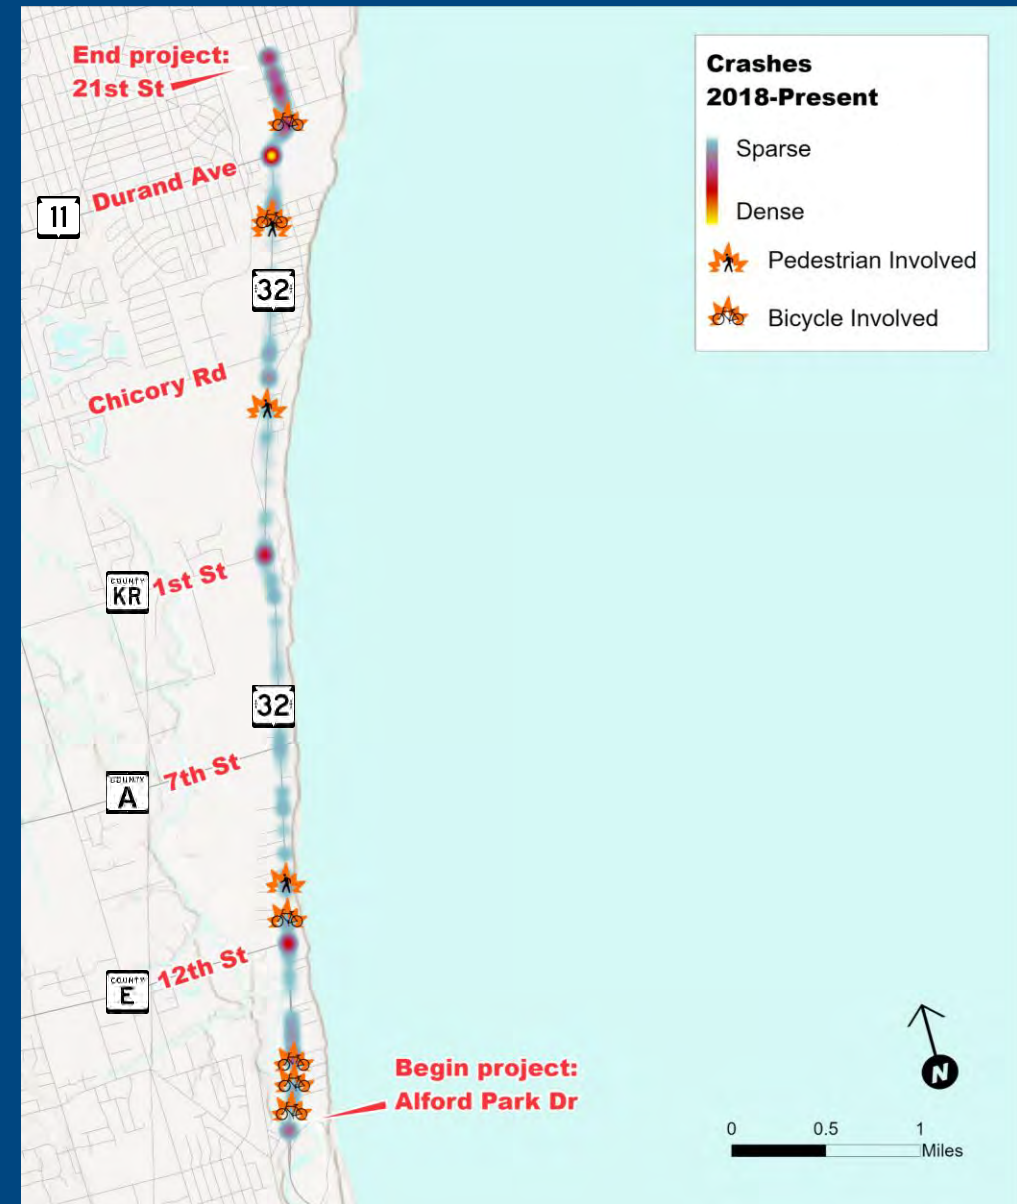 End project:
21st St
Durand Ave
11
32
Chicory Rd
1st St
COUNTY
KR
32
7th St
COUNTY
A
12th St
COUNTY
E
Begin project:
Alford Park Dr
Crashes
2018-Present
Sparse
Dense
Pedestrian Involved
Bicycle Involved
N
0 0.5 1
Miles